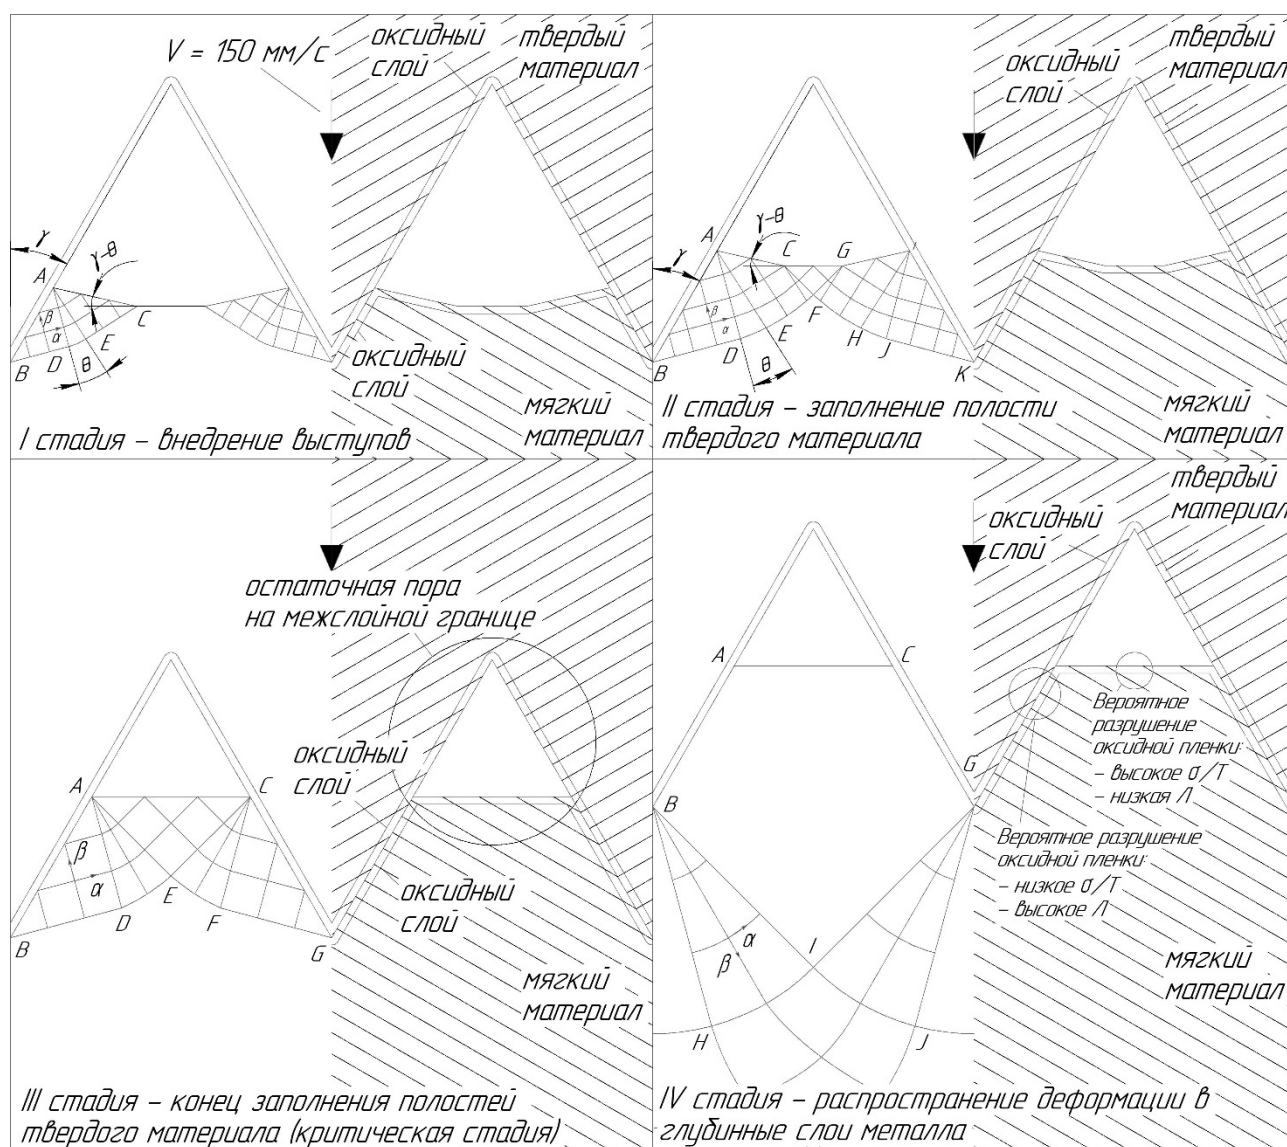 V = 150 мм/с
оксидный
слой
твердый
материал
γ
γ-θ
A
β
α
E
C
B
D
θ
оксидный
слой
мягкий
материал
I стадия – внедрение выступов
оксидный
слой
твердый
материал
γ-θ
A
C
G
γ
β
α
F
E
D
H
J
B
θ
K
мягкий
материал
II стадия – заполнение полости
твердого материала
остаточная пора
на межслойной границе
оксидный
слой
A
C
β
α
E
D
F
B
G
оксидный
слой
мягкий
материал
III стадия – конец заполнения полостей
твердого материала (критическая стадия)
твердый
материал
оксидный
слой
A
C
G
B
Вероятное
разрушение
оксидной пленки:
– высокое σ/T
– низкая Λ
Вероятное разрушение
оксидной пленки:
– низкое σ/T
– высокое Λ
α
β
I
H
J
мягкий
материал
IV стадия – распространение деформации в
глубинные слои металла